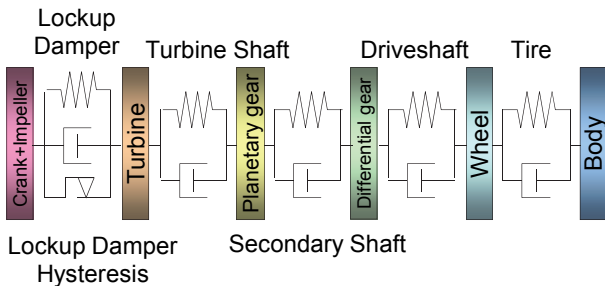 Lockup
Damper
Turbine Shaft
Driveshaft
Tire
Crank+Impeller
Turbine
Planetary gear
Differential gear
Wheel
Body
Lockup Damper
Hysteresis
Secondary Shaft